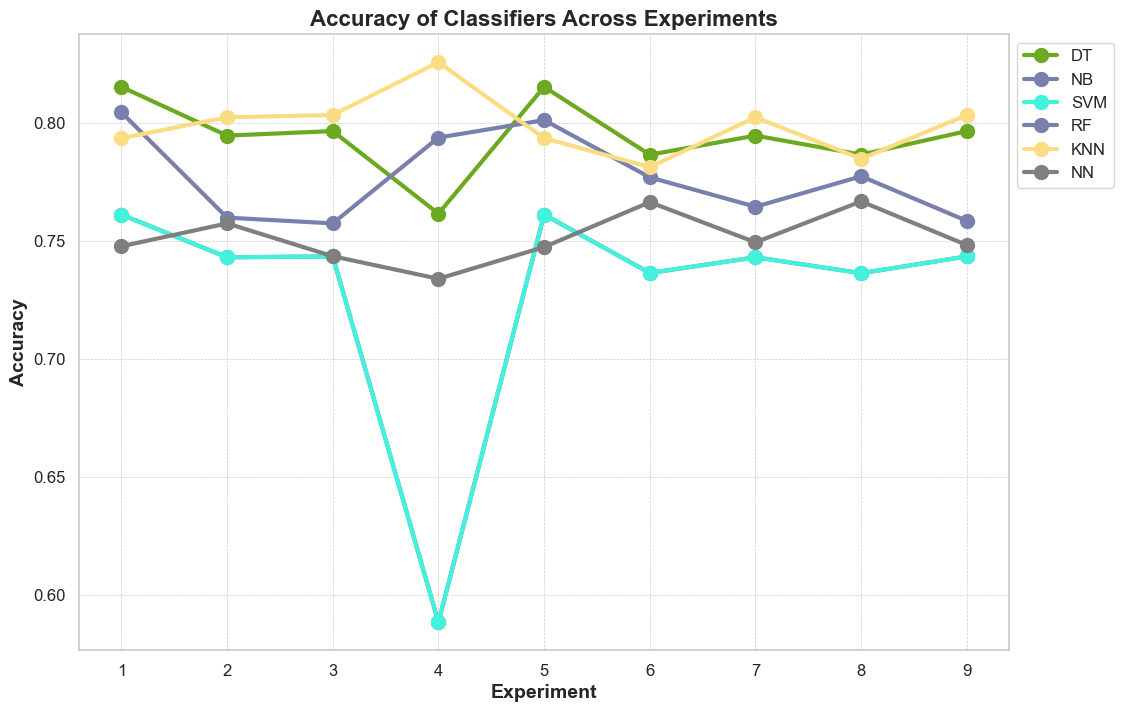 Accuracy of Classifiers Across Experiments
DT
NB
SVM
RF
KNN
NN
Accuracy
0.80
0.75
0.70
0.65
0.60
1 2 3 4 5 6 7 8 9
Experiment